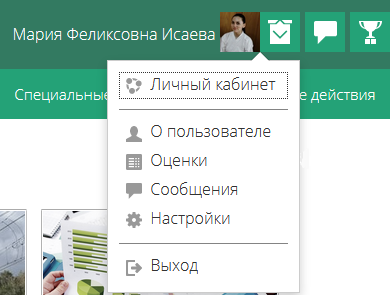 Мария Феликсовна Исаева
Специальные
е действия
Личный кабинет
О пользователе
Оценки
Сообщения
Настройки
Выход